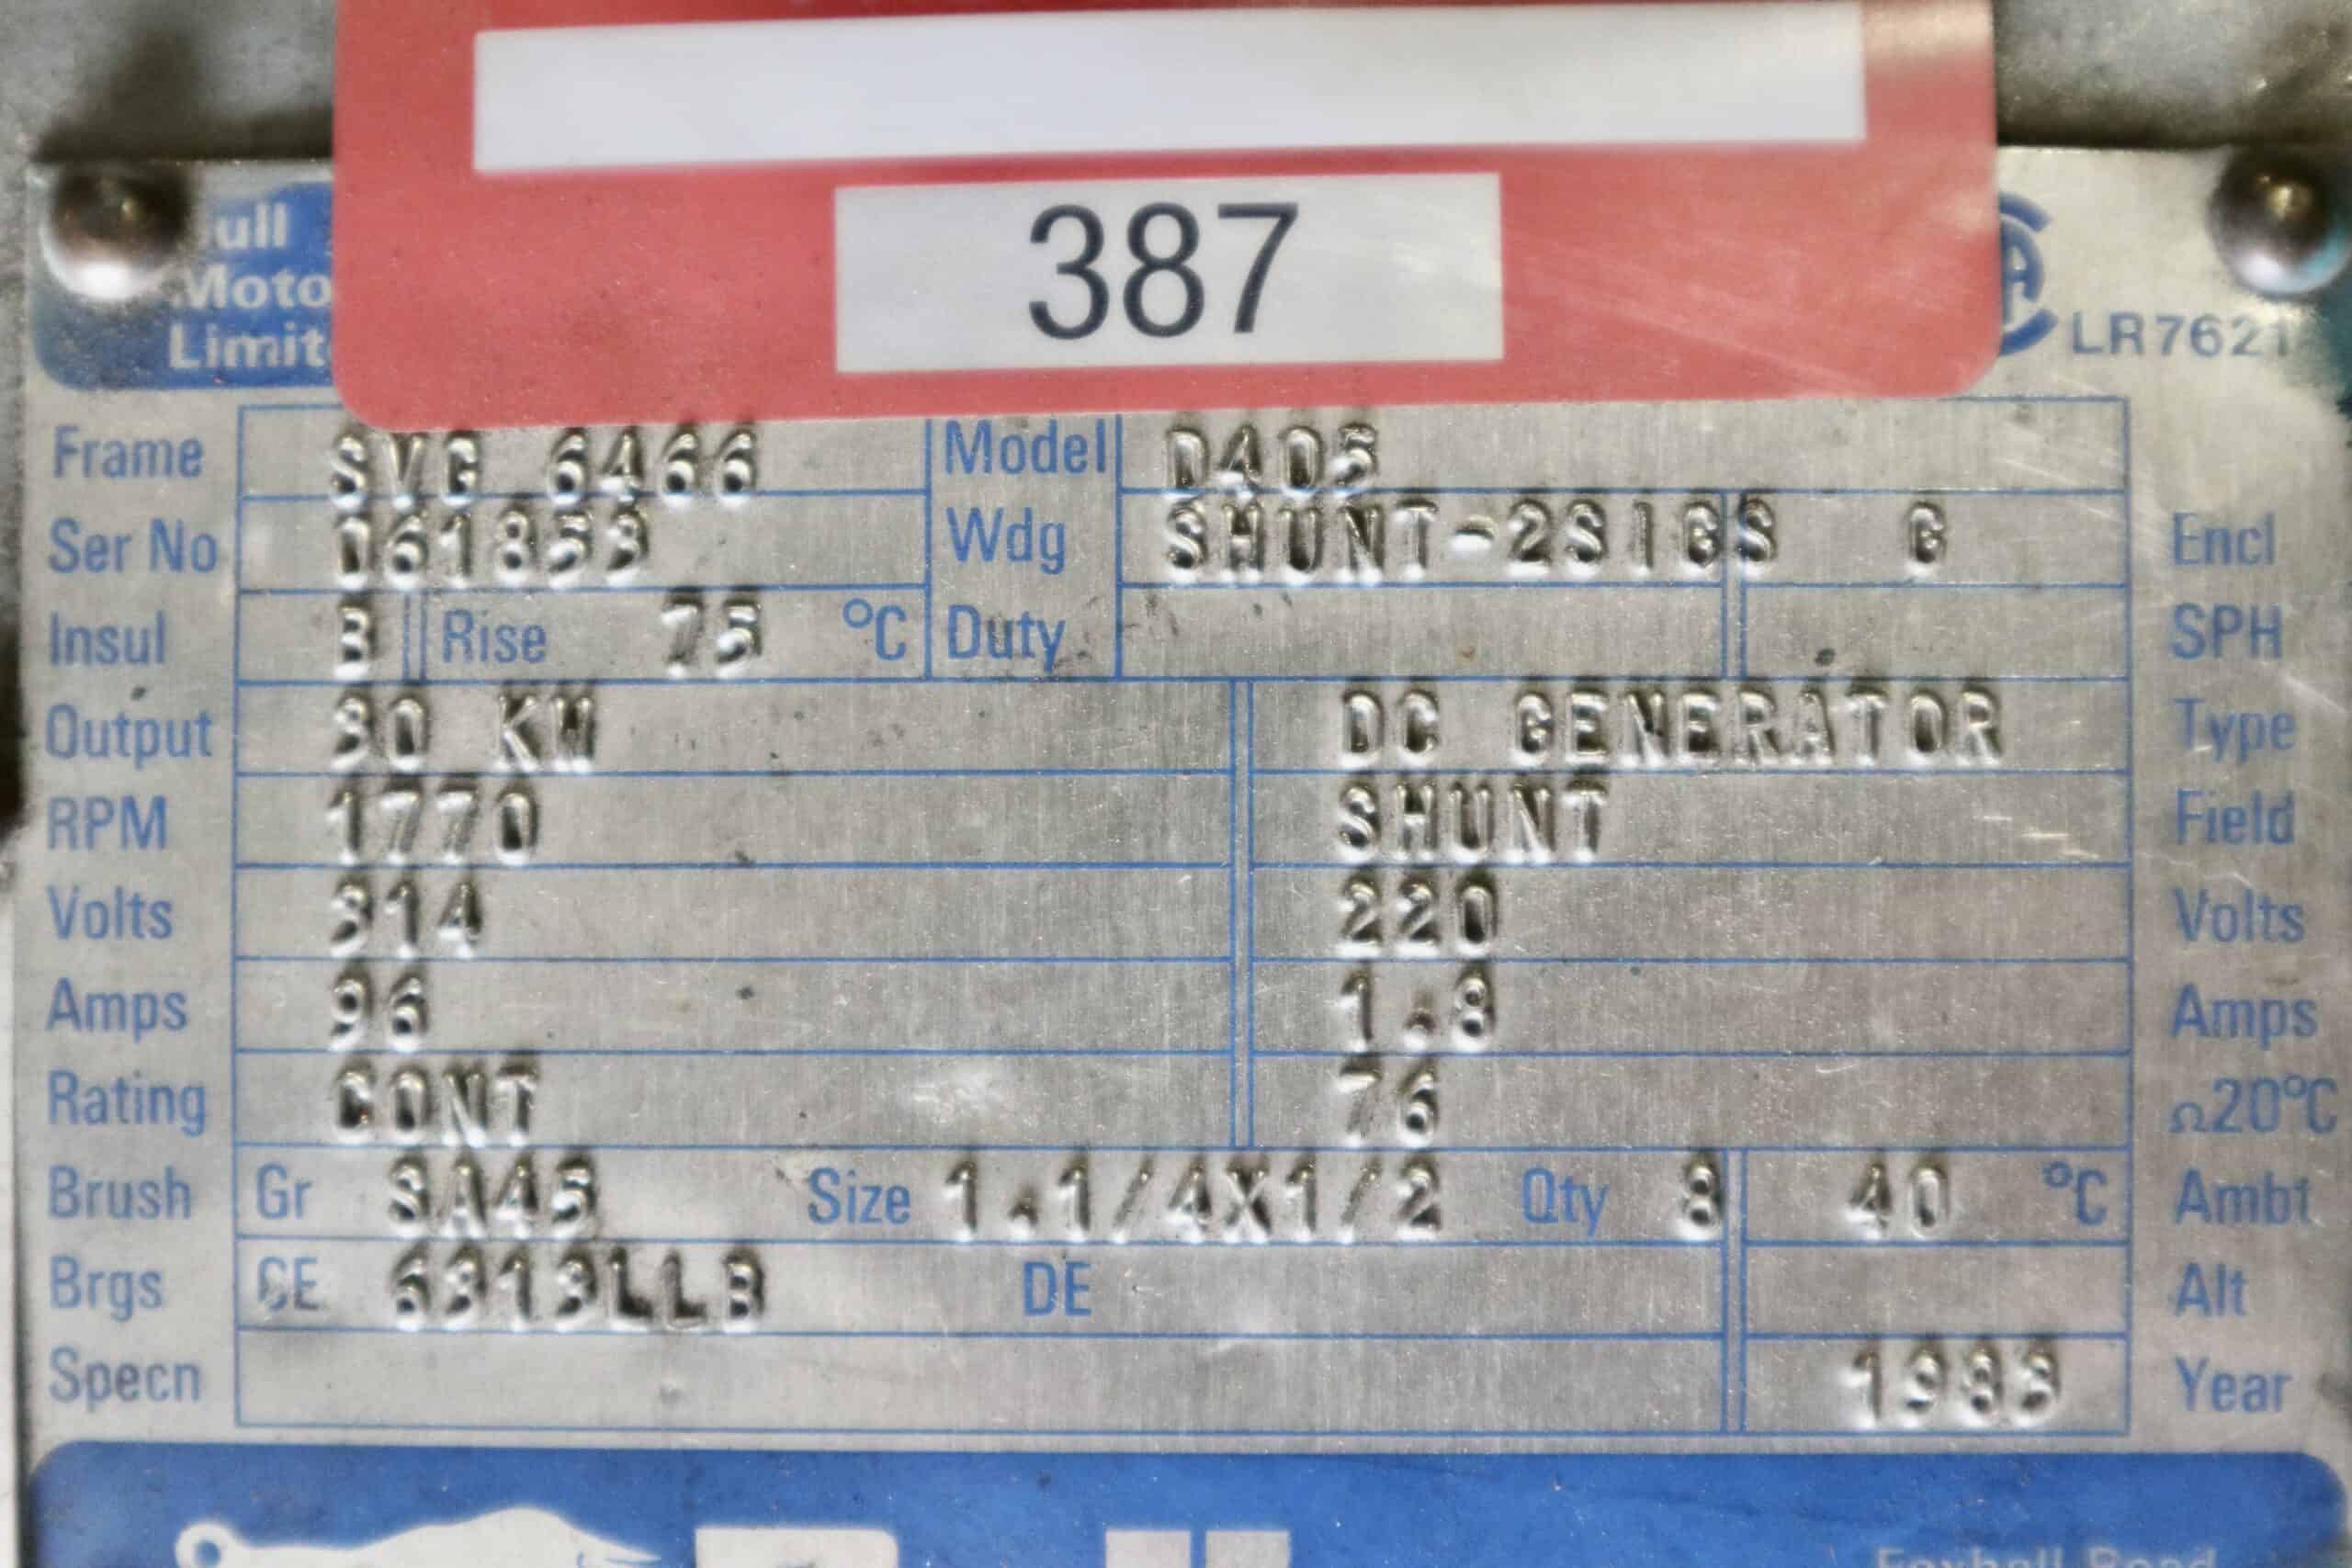 387
ull
Moto
Limit
LR7621
Frame SVG 6466 Model D405
Ser No D61853 Wdg SHUNT-2SIGS G Encl
Insul B Rise 75 °C Duty SPH
Output 30 KW DC GENERATOR Type
RPM 1770 SHUNT Field
Volts 314 220 Volts
Amps 96 1.8 Amps
Rating CONT 76 Ω20°C
Brush Gr SA45 Size 1.1/4X1/2 Qty 8 40 °C Ambt
Brgs CE 6313LLB DE Alt
Specn 1983 Year